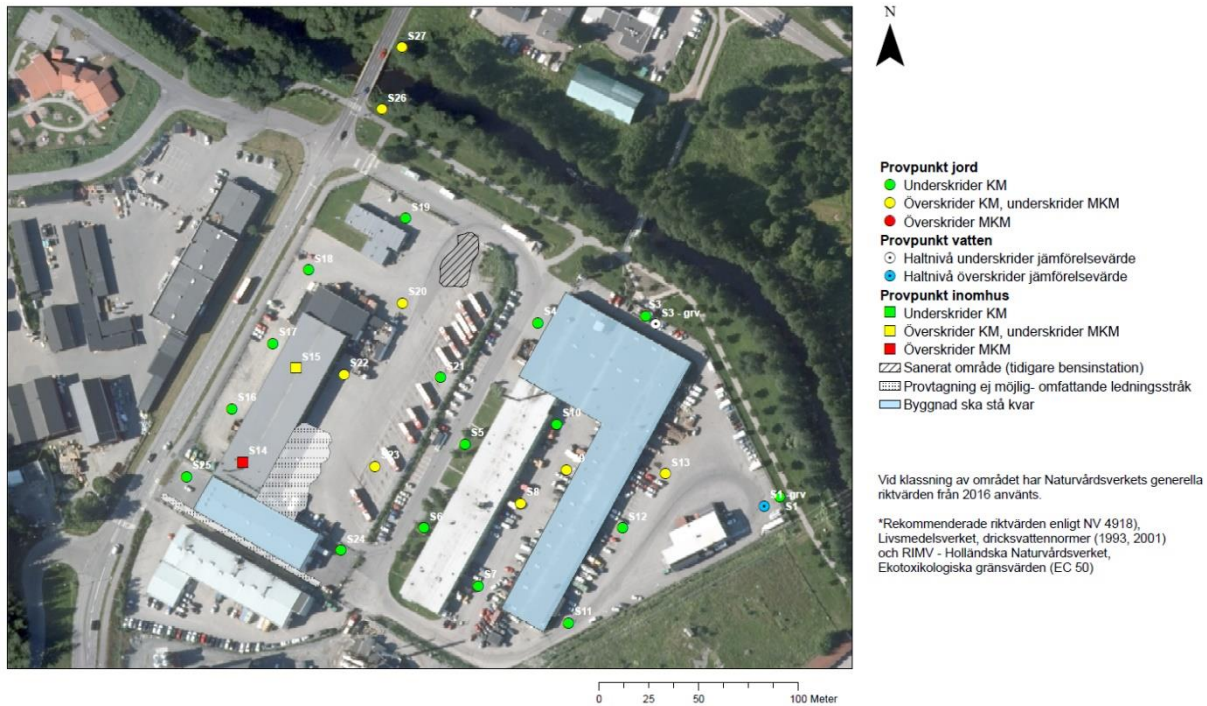 N
S27
S26
S19
S18
S20
S3
S3 - grv
S4
S17
S15
S22
S21
S16
S10
S5
S14
S23
S9
S13
S25
S8
S1 -grv
S1
S6
S12
S24
S7
S11
Provpunkt jord
Underskrider KM
Överskrider KM, underskrider MKM
Överskrider MKM
Provpunkt vatten
Haltnivå underskrider jämförelsevärde
Haltnivå överskrider jämförelsevärde
Provpunkt inomhus
Underskrider KM
Överskrider KM, underskrider MKM
Överskrider MKM
Sanerat område (tidigare bensinstation)
Provtagning ej möjlig- omfattande ledningsstråk
Byggnad ska stå kvar
Vid klassning av området har Naturvårdsverkets generella
riktvärden från 2016 använts.
*Rekommenderade riktvärden enligt NV 4918),
Livsmedelsverket, dricksvattennormer (1993, 2001)
och RIMV - Holländska Naturvårdsverket,
Ekotoxikologiska gränsvärden (EC 50)
0 25 50 100 Meter